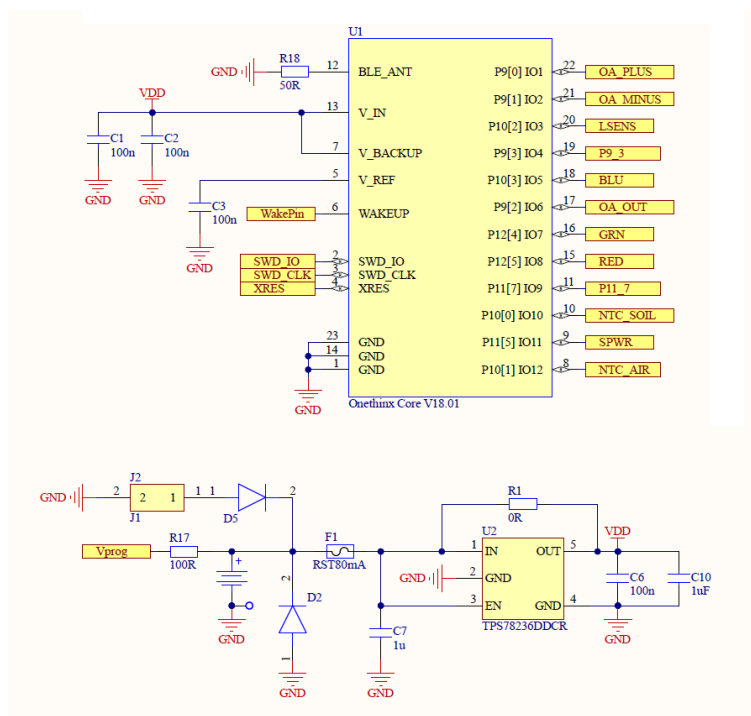 U1
R18
GND
50R
12
BLE_ANT
P9[0] IO1
22
OA_PLUS
VDD
13
V_IN
P9[1] IO2
21
OA_MINUS
C1
100n
C2
100n
P10[2] IO3
20
LSENS
7
V_BACKUP
P9[3] IO4
19
P9_3
GND
GND
5
V_REF
P10[3] IO5
18
BLU
C3
100n
WakePin
6
WAKEUP
P9[2] IO6
17
OA_OUT
P12[4] IO7
16
GRN
GND
SWD_IO
2
SWD_IO
P12[5] IO8
15
RED
SWD_CLK
3
SWD_CLK
XRES
4
XRES
P11[7] IO9
11
P11_7
P10[0] IO10
10
NTC_SOIL
23
GND
P11[5] IO11
9
SPWR
14
GND
1
GND
P10[1] IO12
8
NTC_AIR
GND
Onethinx Core V18.01
J2
GND
2
2
1
1
1
2
J1
D5
R1
0R
Vprog
R17
100R
F1
RST80mA
U2
1
IN
OUT
5
VDD
+
GND
2
GND
C6
100n
C10
1uF
2
D2
3
EN
GND
4
TPS78236DDCR
GND
C7
1u
GND
1
GND
GND